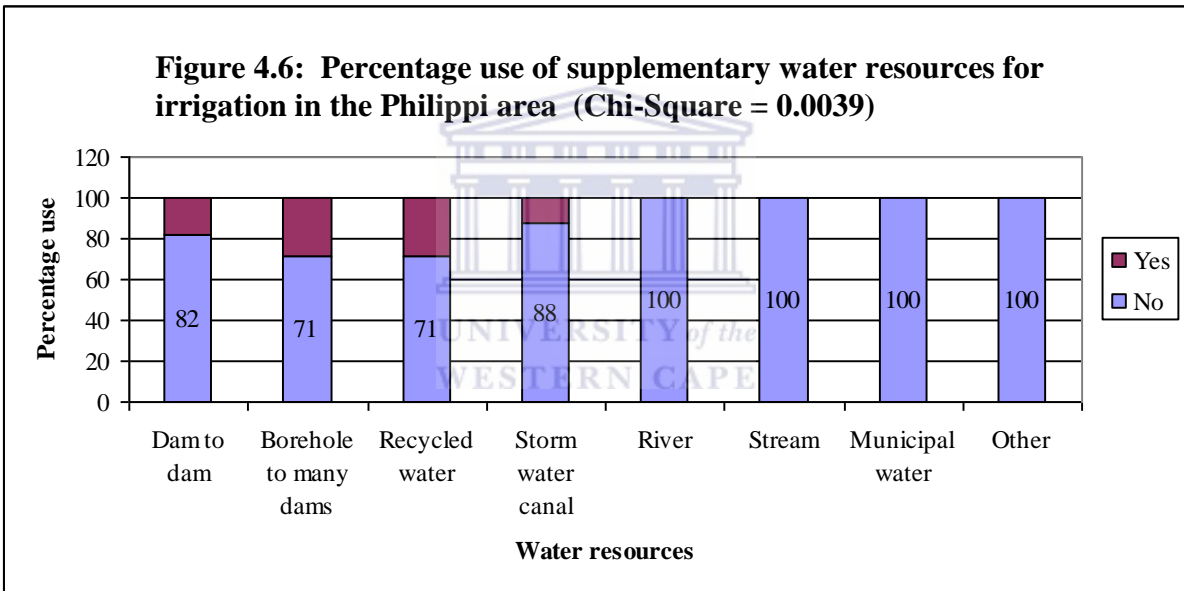 Figure 4.6: Percentage use of supplementary water resources for
irrigation in the Philippi area (Chi-Square = 0.0039)
120
100
80
60
40
20
0
Percentage use
82
71
71
88
100
100
100
100
Yes
No
UNIVERSITY of the
WESTERN CAPE
Dam to
dam
Borehole
to many
dams
Recycled
water
Storm
water
canal
River
Stream
Municipal
water
Other
Water resources